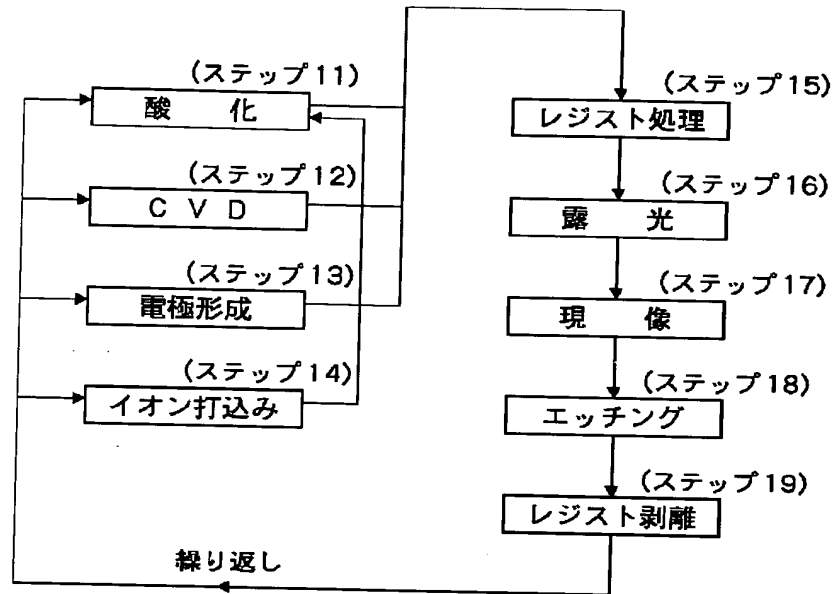 (ステップ11)
酸化
(ステップ12)
CVD
(ステップ13)
電極形成
(ステップ14)
イオン打込み
(ステップ15)
レジスト処理
(ステップ16)
露光
(ステップ17)
現像
(ステップ18)
エッチング
(ステップ19)
レジスト剥離
繰り返し